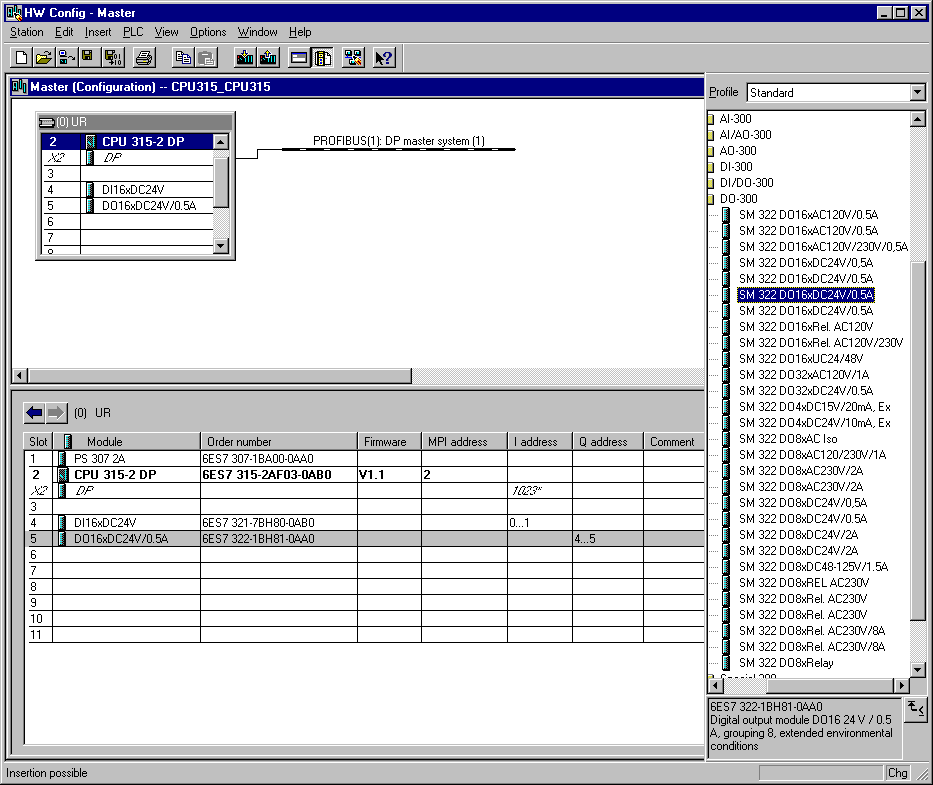 HW Config - Master
Station Edit Insert PLC View Options Window Help
Master (Configuration) -- CPU315_CPU315
(0) UR
2 CPU 315-2 DP
X2 DP
3
4 DI16xDC24V
5 DO16xDC24V/0.5A
6
7
8
PROFIBUS(1): DP master system (1)
(0) UR
Slot Module Order number Firmware MPI address I address Q address Comment
1 PS 307 2A 6ES7 307-1BA00-0AA0
2 CPU 315-2 DP 6ES7 315-2AF03-0AB0 V1.1 2
X2 DP 1023*
3
4 DI16xDC24V 6ES7 321-7BH80-0AB0 0...1
5 DO16xDC24V/0.5A 6ES7 322-1BH81-0AA0 4...5
6
7
8
9
10
11
Profile Standard
AI-300
AI/AO-300
AO-300
DI-300
DI/DO-300
DO-300
SM 322 DO16xAC120V/0.5A
SM 322 DO16xAC120V/0.5A
SM 322 DO16xAC120V/230V/0,5A
SM 322 DO16xDC24V/0,5A
SM 322 DO16xDC24V/0.5A
SM 322 DO16xDC24V/0.5A
SM 322 DO16xDC24V/0.5A
SM 322 DO16xRel. AC120V
SM 322 DO16xRel. AC120V/230V
SM 322 DO16xUC24/48V
SM 322 DO32xAC120V/1A
SM 322 DO32xDC24V/0.5A
SM 322 DO4xDC15V/20mA, Ex
SM 322 DO4xDC24V/10mA, Ex
SM 322 DO8xAC Iso
SM 322 DO8xAC120/230V/1A
SM 322 DO8xAC230V/2A
SM 322 DO8xAC230V/2A
SM 322 DO8xDC24V/0,5A
SM 322 DO8xDC24V/0.5A
SM 322 DO8xDC24V/2A
SM 322 DO8xDC24V/2A
SM 322 DO8xDC48-125V/1.5A
SM 322 DO8xREL AC230V
SM 322 DO8xRel. AC230V
SM 322 DO8xRel. AC230V
SM 322 DO8xRel. AC230V/8A
SM 322 DO8xRel. AC230V/8A
SM 322 DO8xRelay
Special 300
6ES7 322-1BH81-0AA0
Digital output module DO16 24 V / 0.5
A, grouping 8, extended environmental
conditions
Insertion possible
Chg